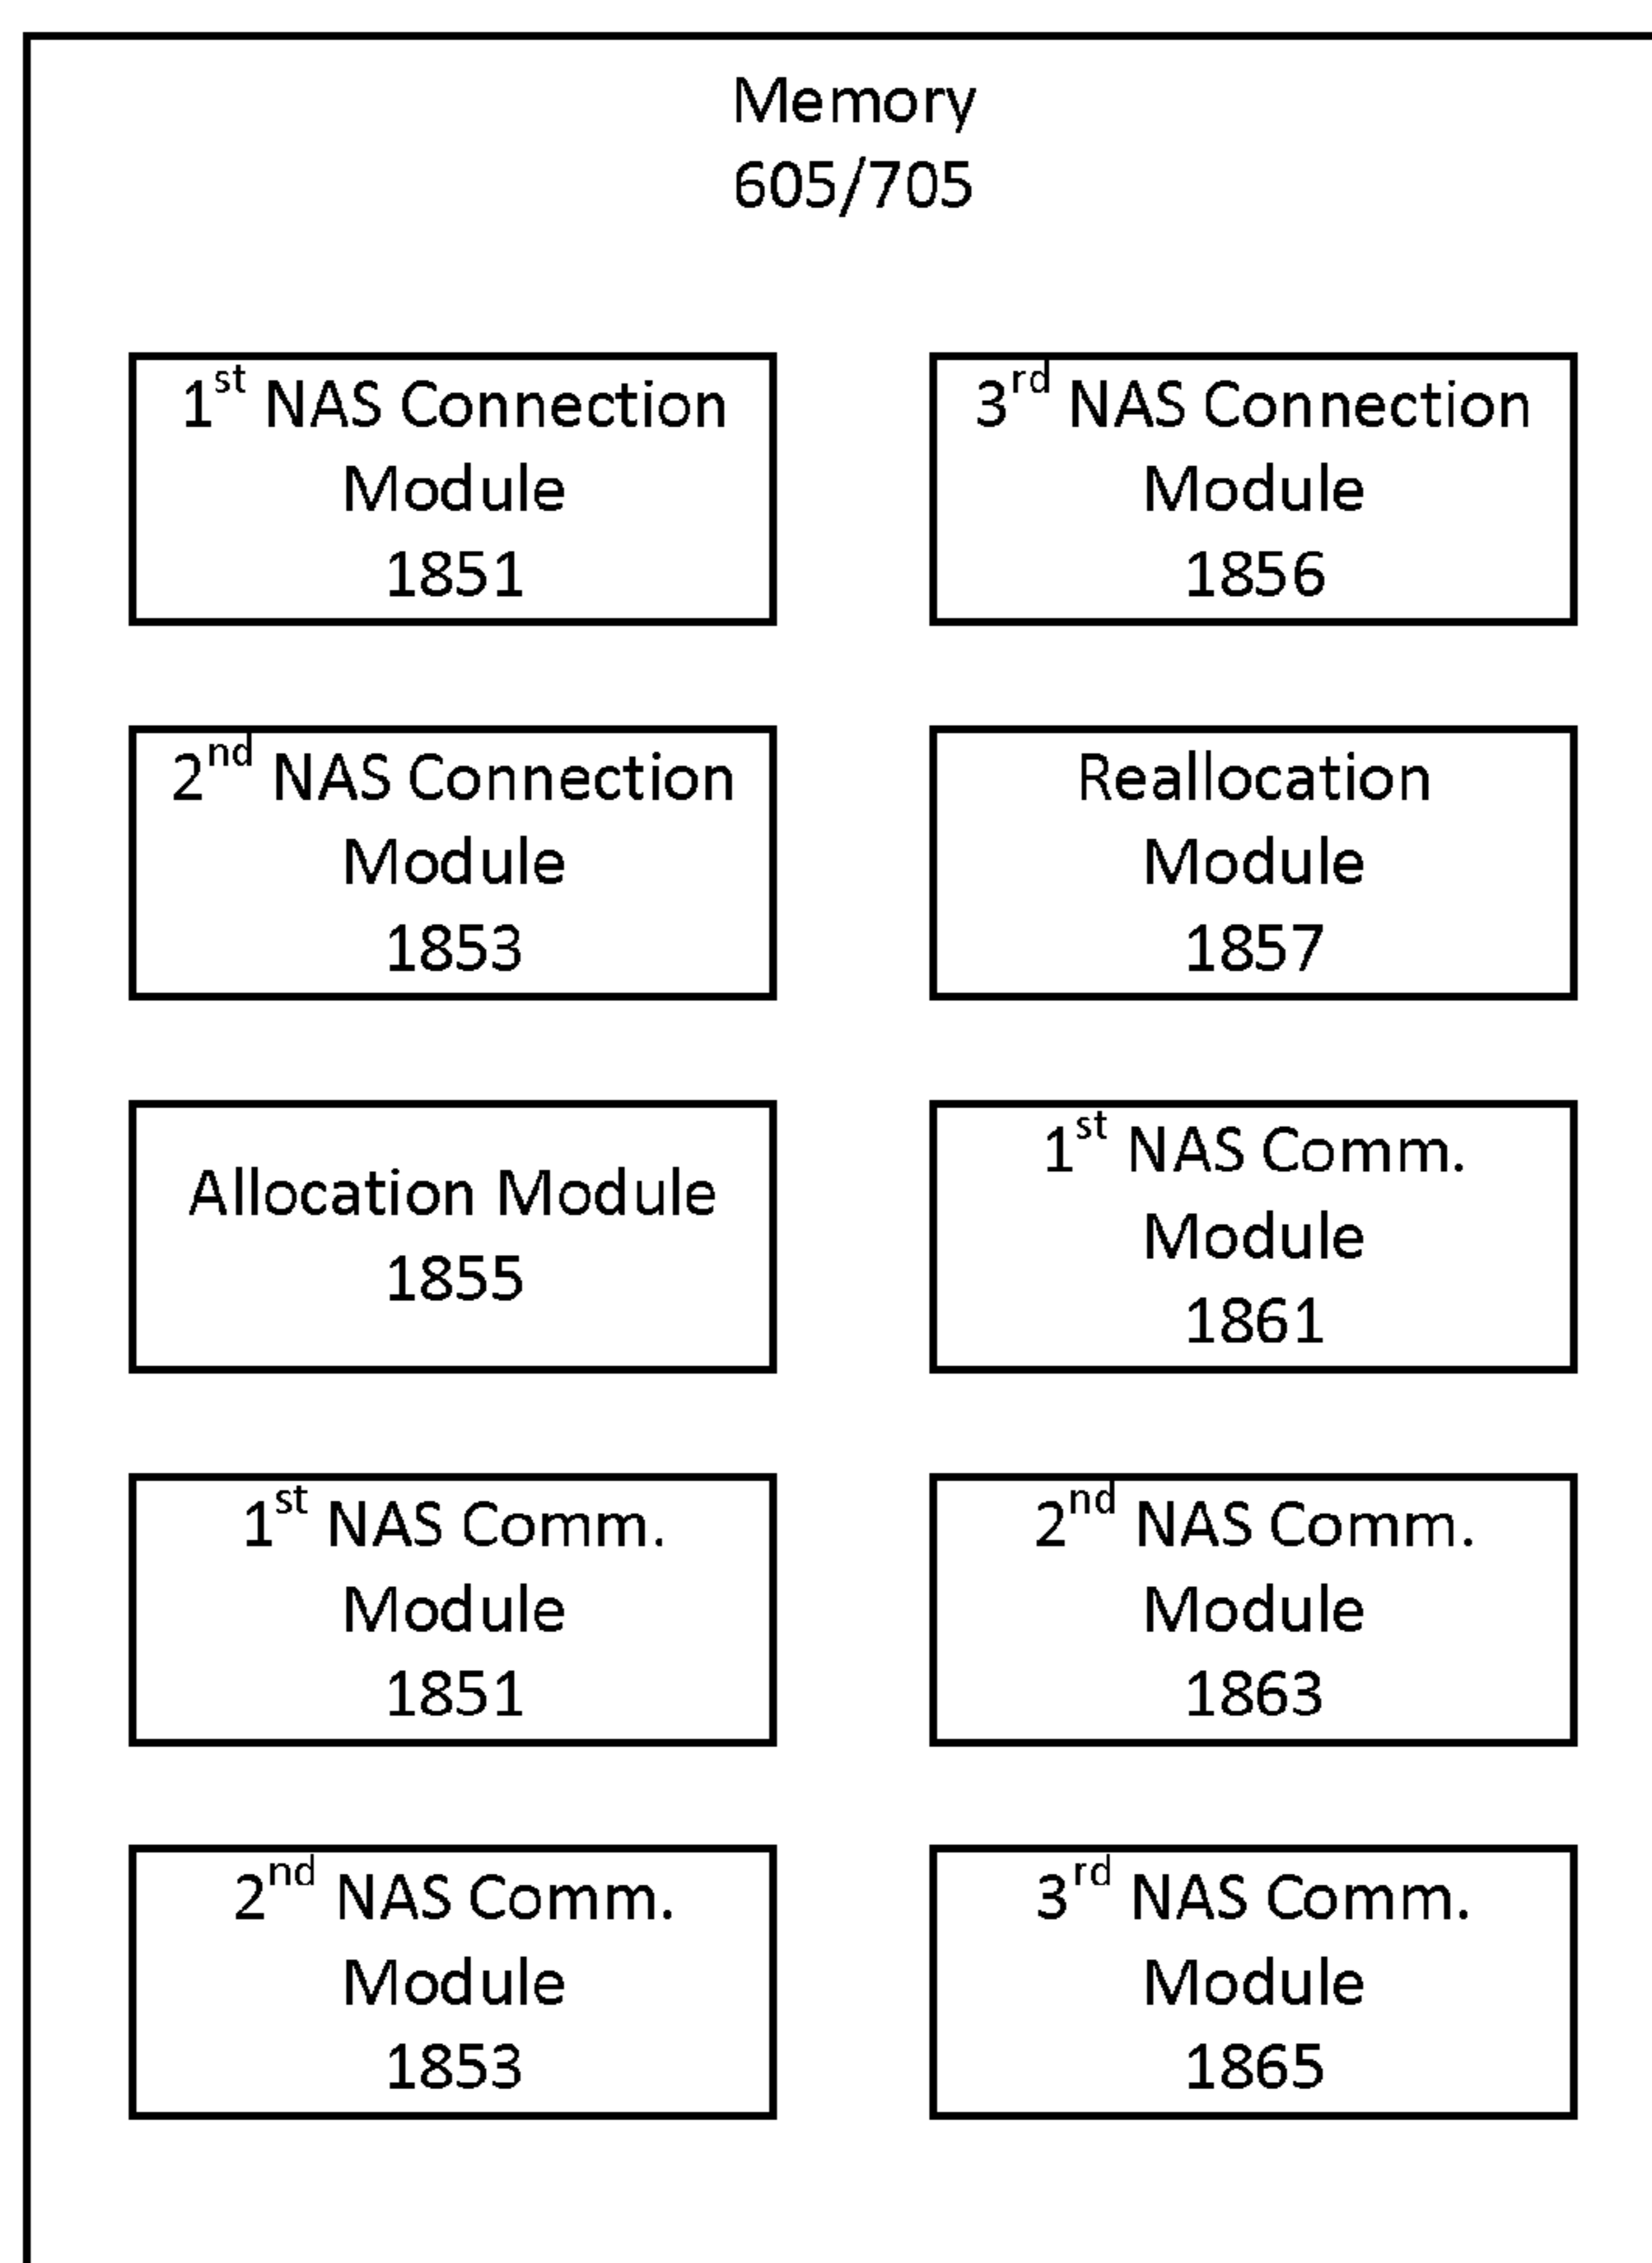 Memory
605/705
1st NAS Connection
Module
1851
3rd NAS Connection
Module
1856
2nd NAS Connection
Module
1853
Reallocation
Module
1857
Allocation Module
1855
1st NAS Comm.
Module
1861
1st NAS Comm.
Module
1851
2nd NAS Comm.
Module
1863
2nd NAS Comm.
Module
1853
3rd NAS Comm.
Module
1865